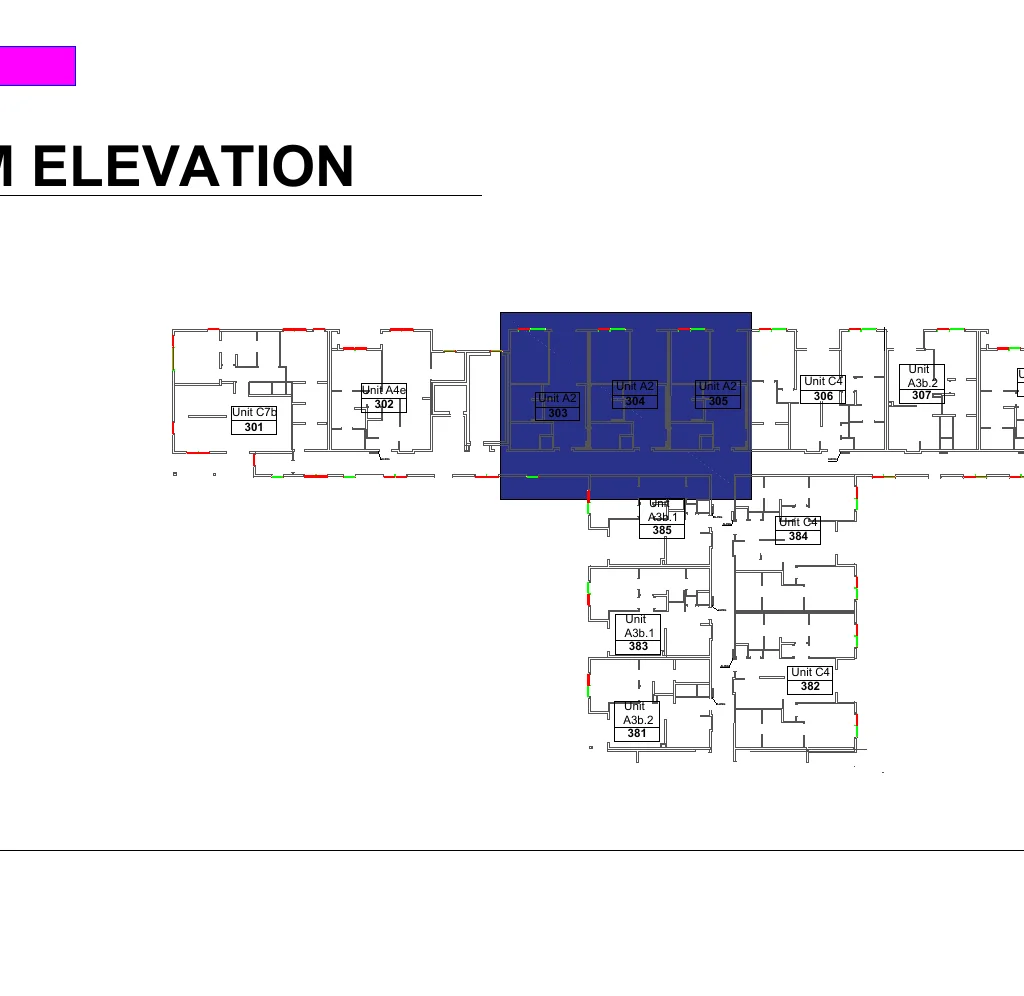 M ELEVATION
Unit C7b
301
Unit A4e
302
Unit A2
303
Unit A2
304
Unit A2
305
Unit C4
306
Unit
A3b.2
307
Unit
A3b.1
385
Unit C4
384
Unit
A3b.1
383
Unit C4
382
Unit
A3b.2
381